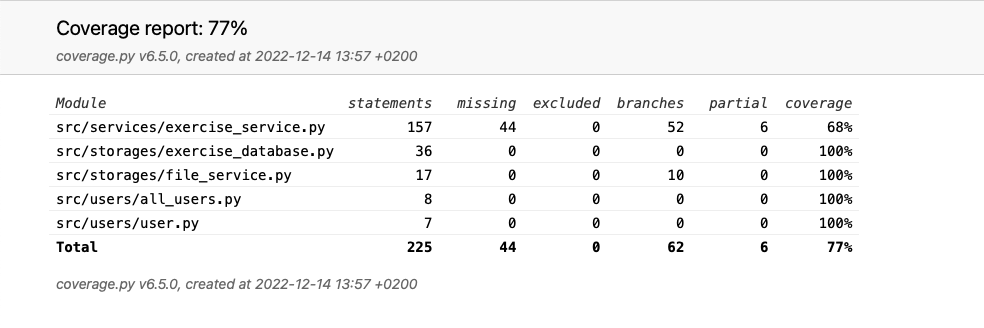 Coverage report: 77%
coverage.py v6.5.0, created at 2022-12-14 13:57 +0200
Module statements missing excluded branches partial coverage
src/services/exercise_service.py 157 44 0 52 6 68%
src/storages/exercise_database.py 36 0 0 0 0 100%
src/storages/file_service.py 17 0 0 10 0 100%
src/users/all_users.py 8 0 0 0 0 100%
src/users/user.py 7 0 0 0 0 100%
Total 225 44 0 62 6 77%
coverage.py v6.5.0, created at 2022-12-14 13:57 +0200